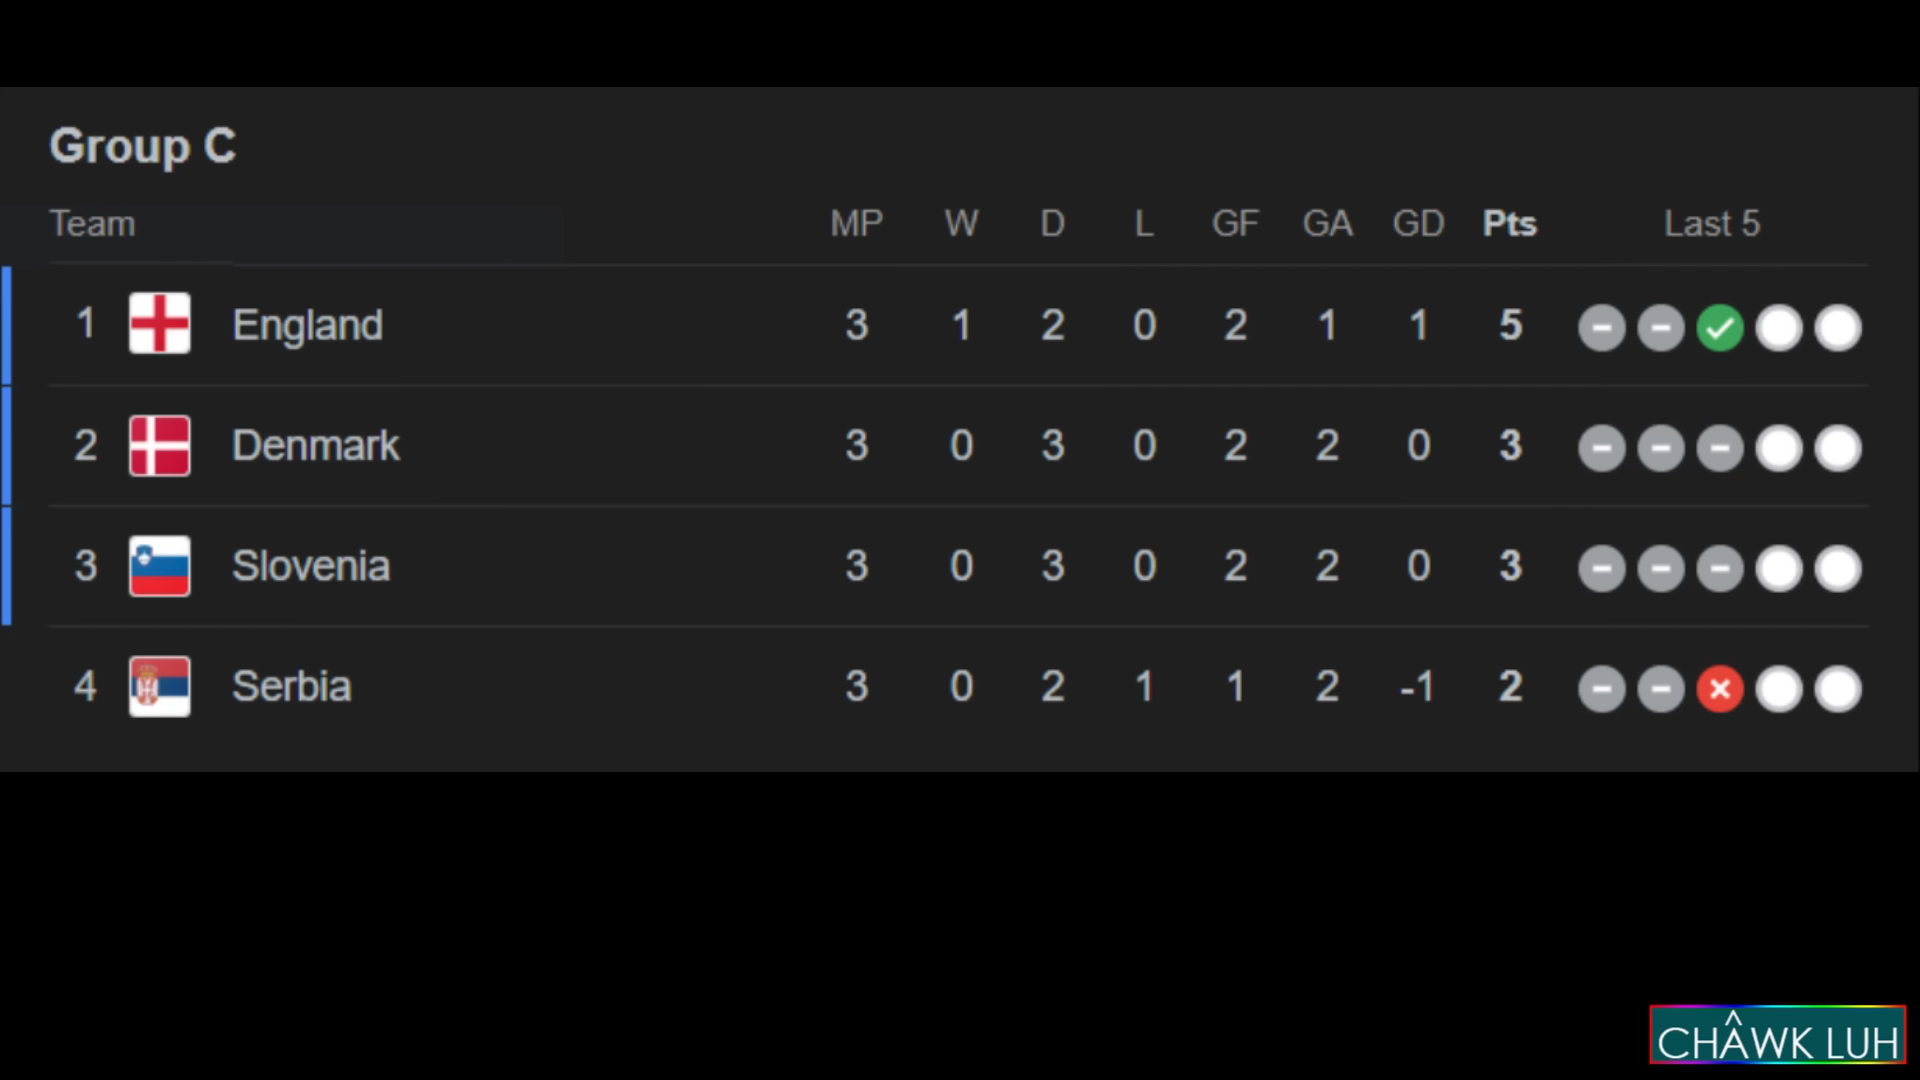 Group C
Team MP W D L GF GA GD Pts Last 5
1 England 3 1 2 0 2 1 1 5
2 Denmark 3 0 3 0 2 2 0 3
3 Slovenia 3 0 3 0 2 2 0 3
4 Serbia 3 0 2 1 1 2 -1 2
CHÂWK LUH